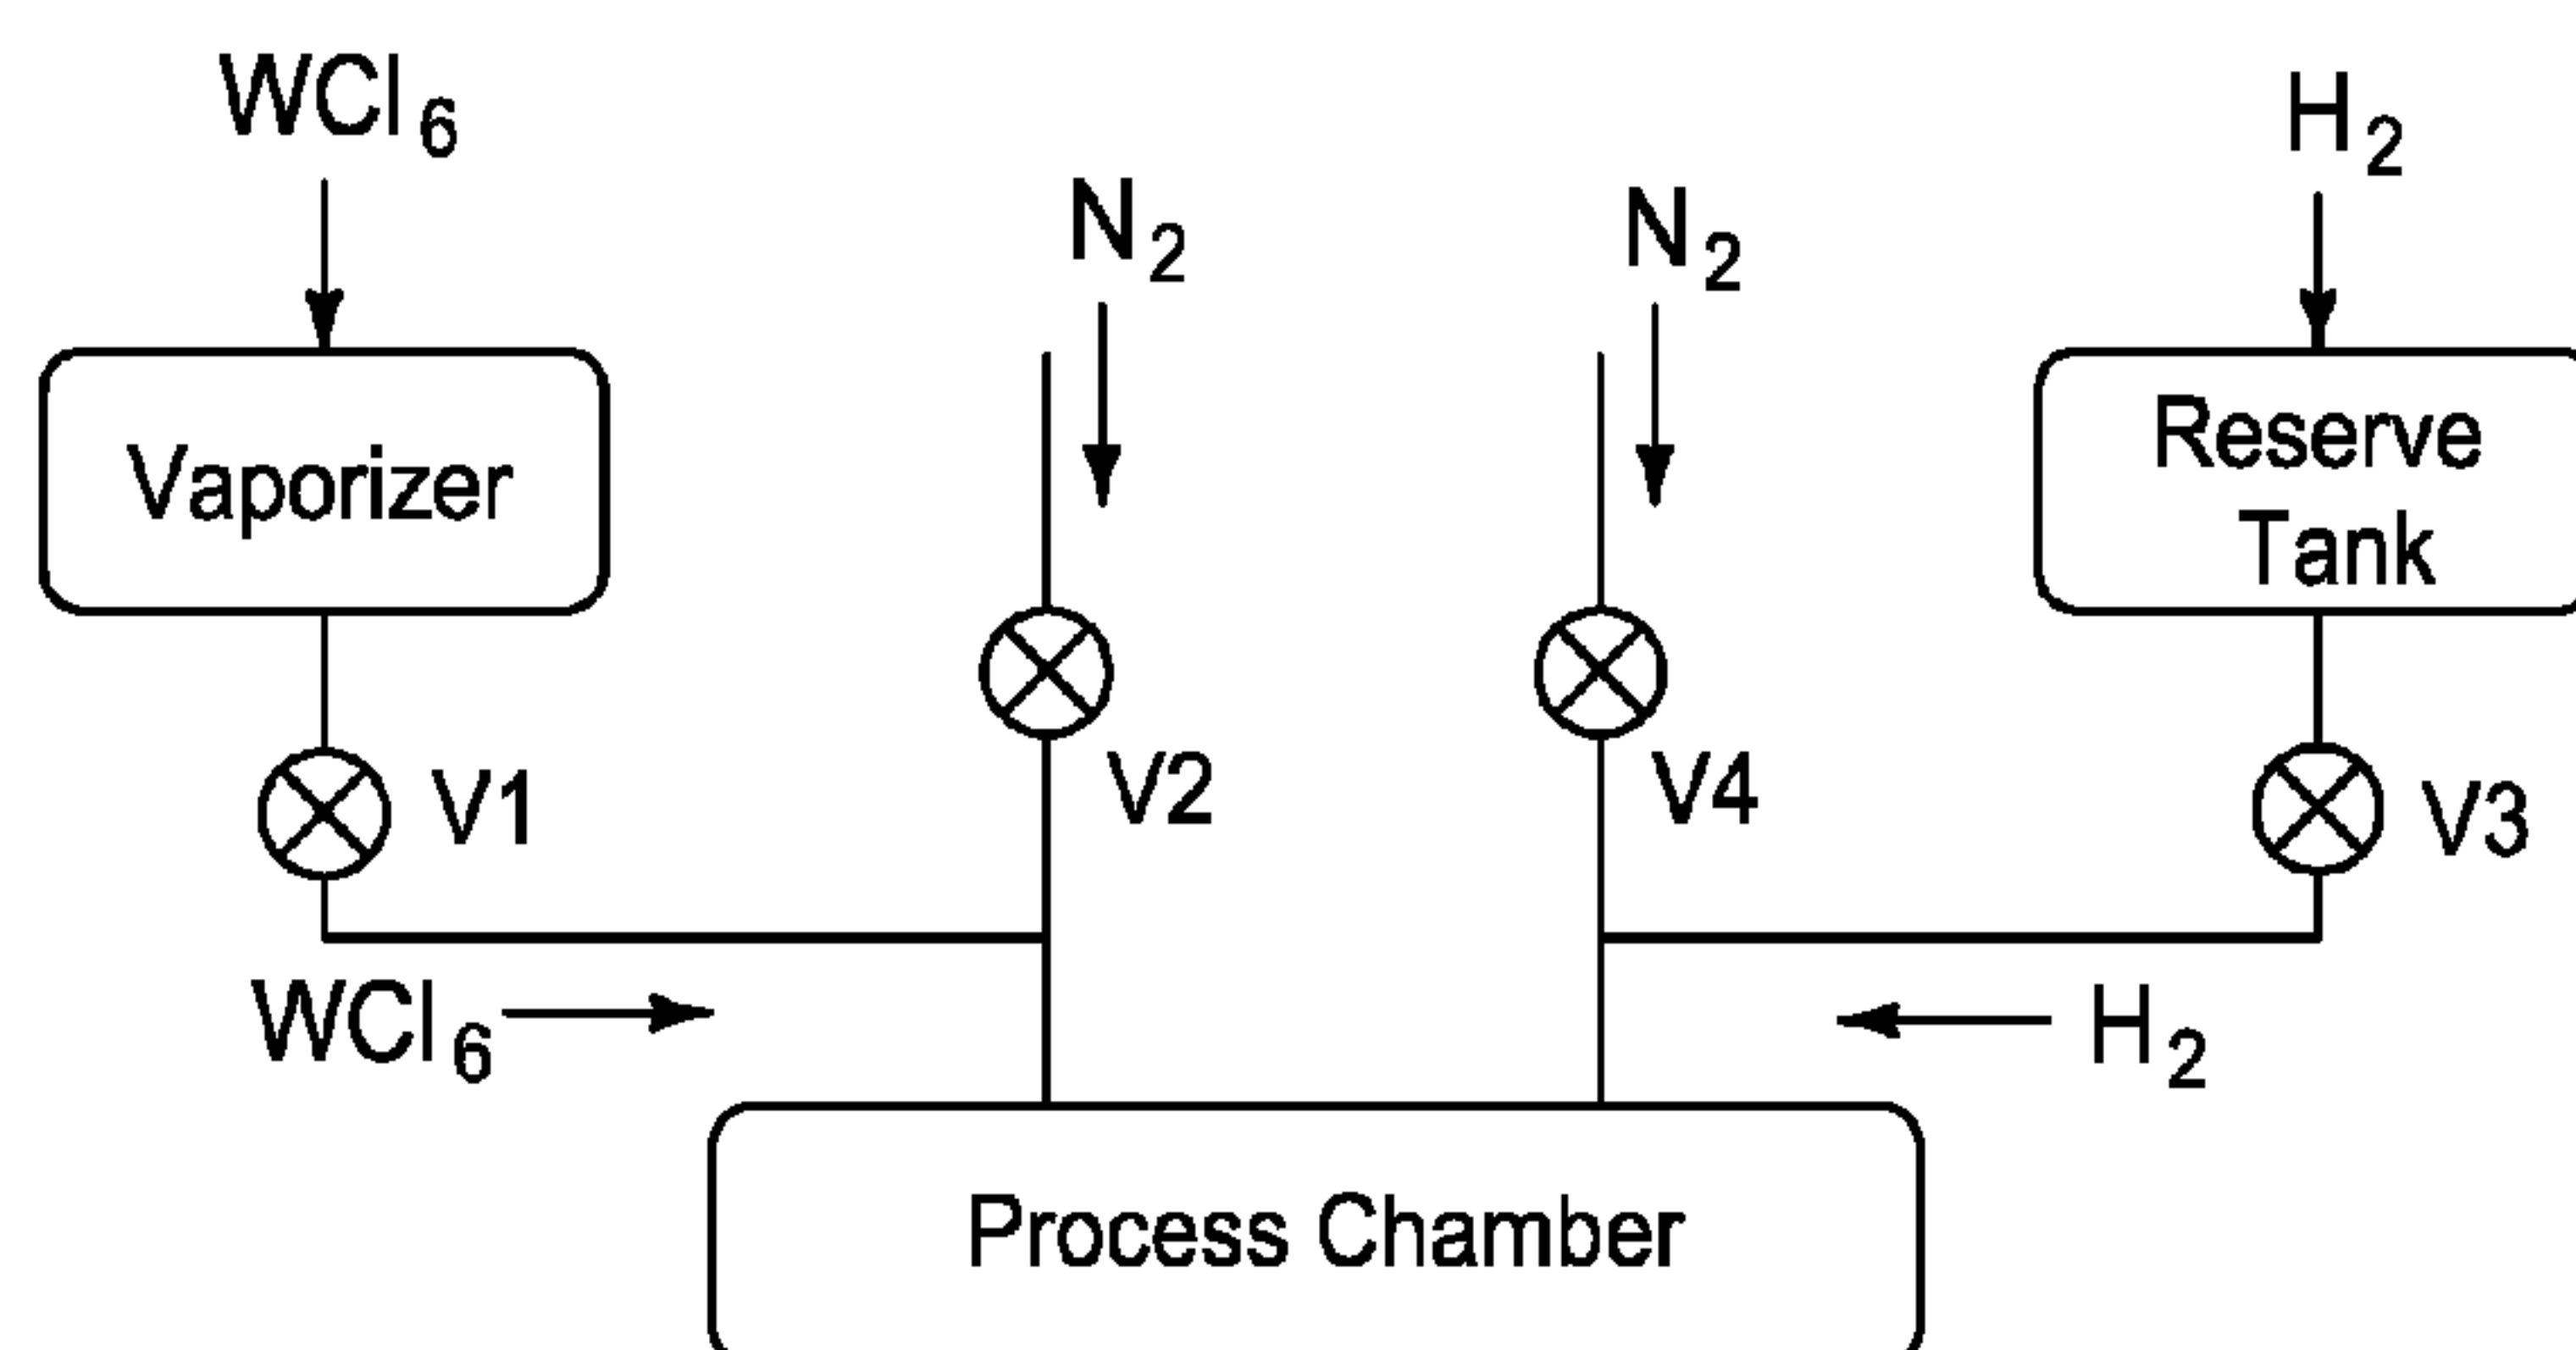 WCl6
N2
N2
H2
Vaporizer
Reserve
Tank
V1
V2
V4
V3
WCl6
H2
Process Chamber